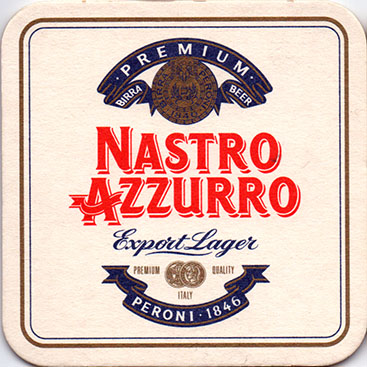 PREMIUM
BIRRA BEER
NASTRO
AZZURRO
Export Lager
PREMIUM QUALITY
ITALY
PERONI · 1846